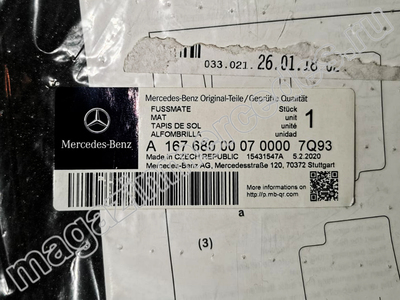 033.021. 26.01.18
Mercedes-Benz Original-Teile / Geprüfte Qualität
FUSSMATE
MAT
TAPIS DE SOL
ALFOMBRILLA
Stück
unit
unité
unidad
1
Mercedes-Benz
A 167 680 00 07 0000 7Q93
Made in CZECH REPUBLIC 15431547A 5.2.2020
Mercedes-Benz AG, Mercedesstraße 120, 70372 Stuttgart
More information on
http://p.mb-qr.com/
a
(3)